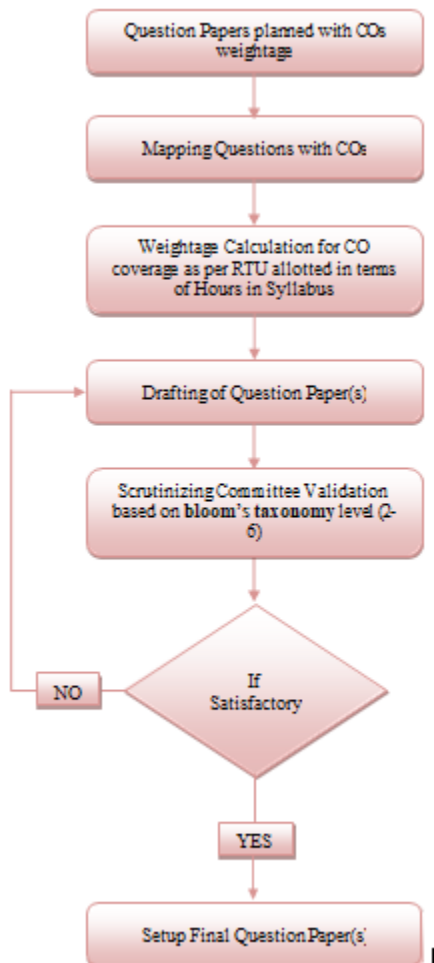 Question Papers planned with COs
weightage
Mapping Questions with COs
Weightage Calculation for CO
coverage as per RTU allotted in terms
of Hours in Syllabus
Drafting of Question Paper(s)
Scrutinizing Committee Validation
based on bloom's taxonomy level (2-
6)
If
Satisfactory
NO
YES
Setup Final Question Paper(s)